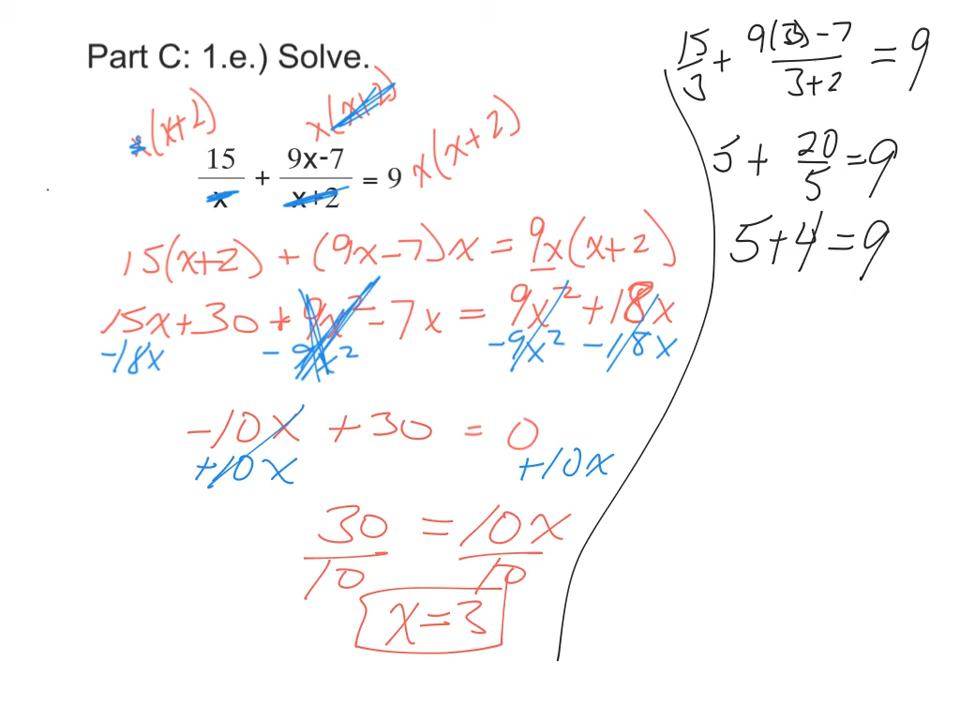 Part C: 1.e.) Solve.
x(x+2) x(x+2)
15/x + 9x-7/x+2 = 9 x(x+2)
15(x+2) + (9x-7)x = 9x(x+2)
15x+30 + 9x² - 7x = 9x² + 18x
-18x - 9x² -9x² -18x
-10x + 30 = 0
+10x +10x
30 = 10x
10 10
x=3
15/3 + 9(3)-7/3+2 = 9
5 + 20/5 = 9
5+4=9